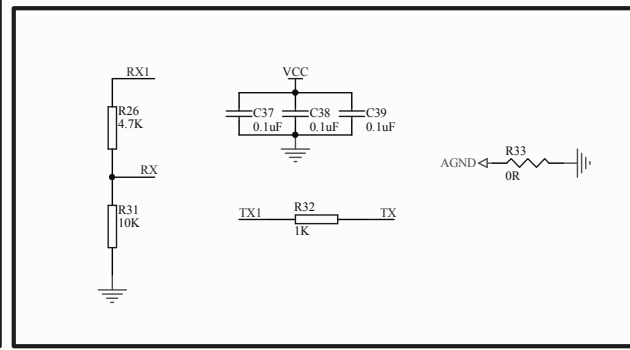 RX1
R26
4.7K
RX
R31
10K
VCC
C37
0.1uF
C38
0.1uF
C39
0.1uF
TX1
R32
1K
TX
AGND
R33
0R